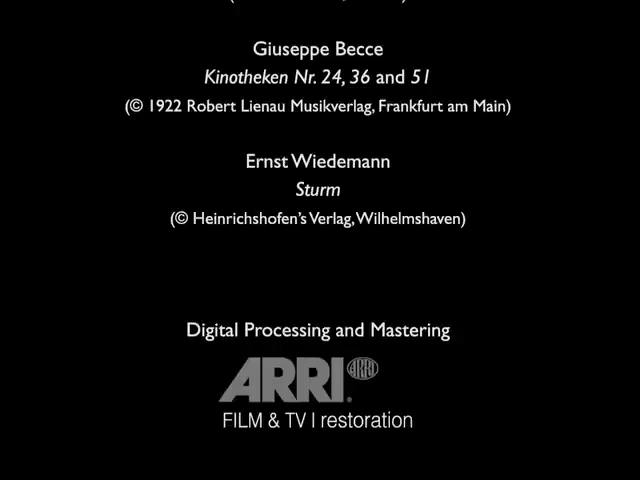 Giuseppe Becce
Kinotheken Nr. 24, 36 and 51
(© 1922 Robert Lienau Musikverlag, Frankfurt am Main)
Ernst Wiedemann
Sturm
(© Heinrichshofen's Verlag, Wilhelmshaven)
Digital Processing and Mastering
ARRI ARRI
®
FILM & TV | restoration